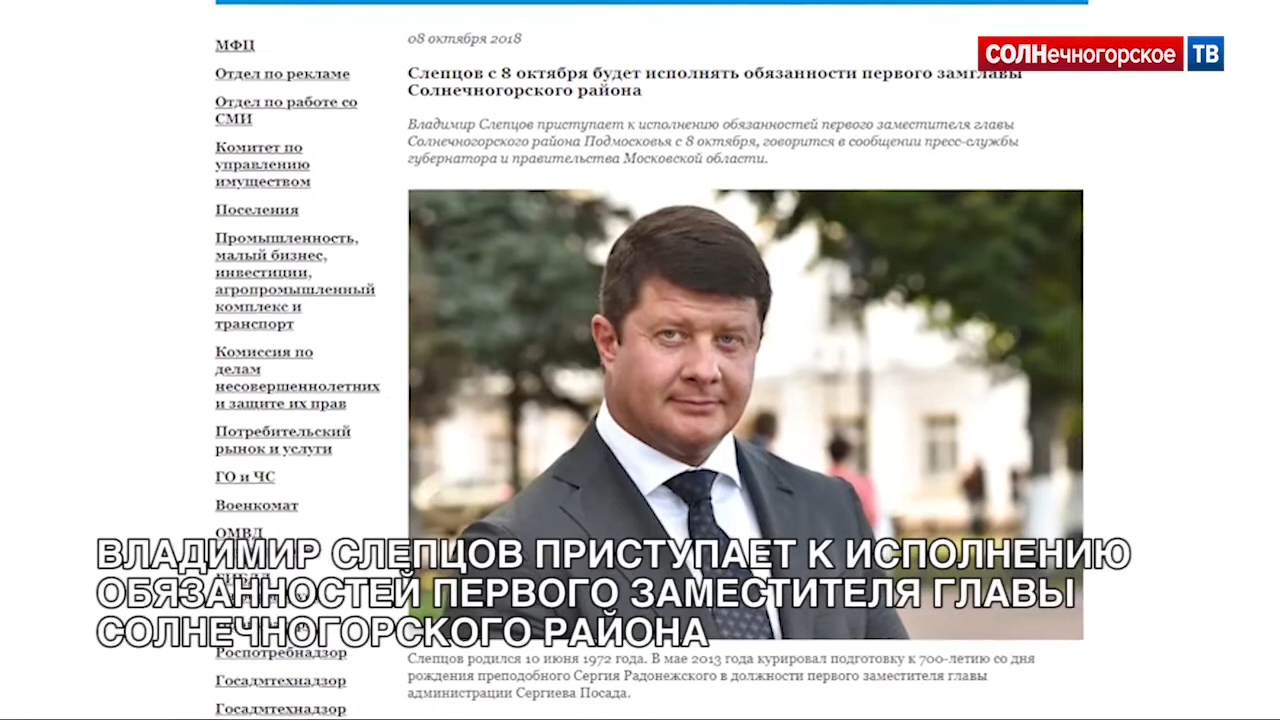 СОЛНечногорское ТВ
МФЦ
Отдел по рекламе
Отдел по работе со
СМИ
Комитет по
управлению
имуществом
Поселения
Промышленность,
малый бизнес,
инвестиции,
агропромышленный
комплекс и
транспорт
Комиссия по
делам
несовершеннолетних
и защите их прав
Потребительский
рынок и услуги
ГО и ЧС
Военкомат
ОМВД
Роспотребнадзор
Госадмтехнадзор
Госадмтехнадзор
08 октября 2018
Слепцов с 8 октября будет исполнять обязанности первого замглавы
Солнечногорского района
Владимир Слепцов приступает к исполнению обязанностей первого заместителя главы
Солнечногорского района Подмосковья с 8 октября, говорится в сообщении пресс-службы
губернатора и правительства Московской области.
ВЛАДИМИР СЛЕПЦОВ ПРИСТУПАЕТ К ИСПОЛНЕНИЮ
ОБЯЗАННОСТЕЙ ПЕРВОГО ЗАМЕСТИТЕЛЯ ГЛАВЫ
СОЛНЕЧНОГОРСКОГО РАЙОНА
Слепцов родился 10 июня 1972 года. В мае 2013 года курировал подготовку к 700-летию со дня
рождения преподобного Сергия Радонежского в должности первого заместителя главы
администрации Сергиева Посада.